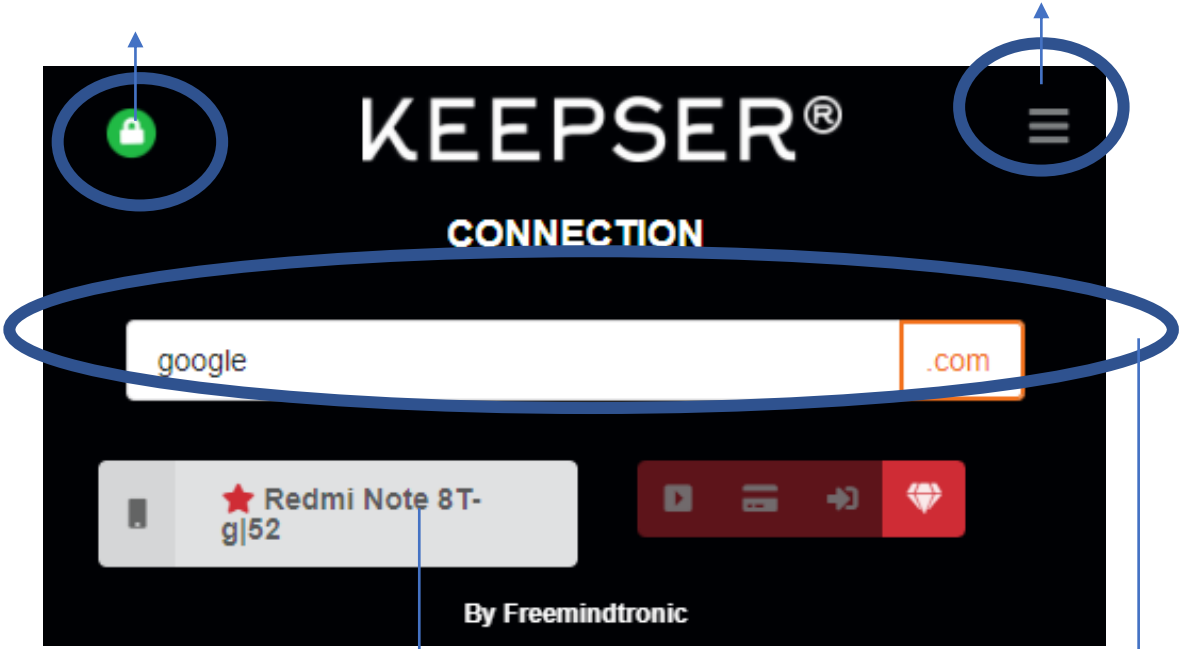 KEEPSER®
CONNECTION
google .com
Redmi Note 8T-
g|52
By Freemindtronic